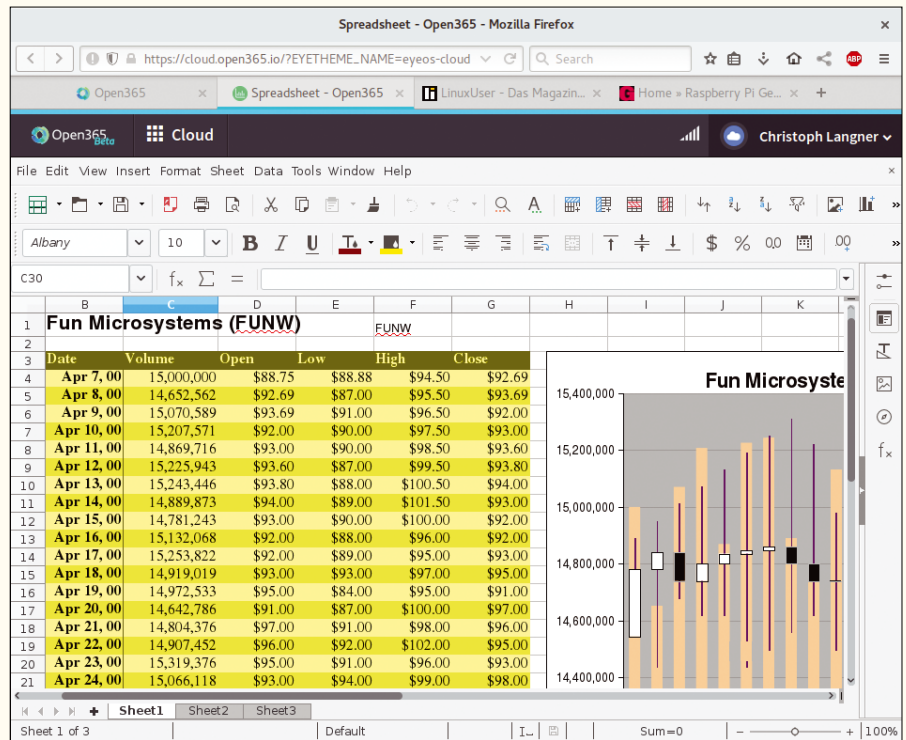 Spreadsheet - Open365 - Mozilla Firefox
https://cloud.open365.io/?EYETHEME_NAME=eyeos-cloud
Search
ABP
Open365
Spreadsheet - Open365
LinuxUser - Das Magazin...
Home » Raspberry Pi Ge...
Open365 Beta
Cloud
Christoph Langner
File Edit View Insert Format Sheet Data Tools Window Help
Albany
10
C30
B C D E F G H I J K
1 Fun Microsystems (FUNW) FUNW
2
3 Date Volume Open Low High Close
4 Apr 7, 00 15,000,000 $88.75 $88.88 $94.50 $92.69
5 Apr 8, 00 14,652,562 $92.69 $87.00 $95.50 $93.69
6 Apr 9, 00 15,070,589 $93.69 $91.00 $96.50 $92.00
7 Apr 10, 00 15,207,571 $92.00 $90.00 $97.50 $93.00
8 Apr 11, 00 14,869,716 $93.00 $90.00 $98.50 $93.60
9 Apr 12, 00 15,225,943 $93.60 $87.00 $99.50 $93.80
10 Apr 13, 00 15,243,446 $93.80 $88.00 $100.50 $94.00
11 Apr 14, 00 14,889,873 $94.00 $89.00 $101.50 $93.00
12 Apr 15, 00 14,781,243 $93.00 $90.00 $100.00 $92.00
13 Apr 16, 00 15,132,068 $92.00 $88.00 $96.00 $92.00
14 Apr 17, 00 15,253,822 $92.00 $89.00 $95.00 $93.00
15 Apr 18, 00 14,919,019 $93.00 $93.00 $97.00 $95.00
16 Apr 19, 00 14,972,533 $95.00 $84.00 $95.00 $91.00
17 Apr 20, 00 14,642,786 $91.00 $87.00 $100.00 $97.00
18 Apr 21, 00 14,804,376 $97.00 $91.00 $98.00 $96.00
19 Apr 22, 00 14,907,452 $96.00 $92.00 $102.00 $95.00
20 Apr 23, 00 15,319,376 $95.00 $91.00 $96.00 $93.00
21 Apr 24, 00 15,066,118 $93.00 $94.00 $99.00 $98.00
Fun Microsyste
15,400,000
15,200,000
15,000,000
14,800,000
14,600,000
14,400,000
Sheet1 Sheet2 Sheet3
Sheet 1 of 3 Default Sum=0 100%